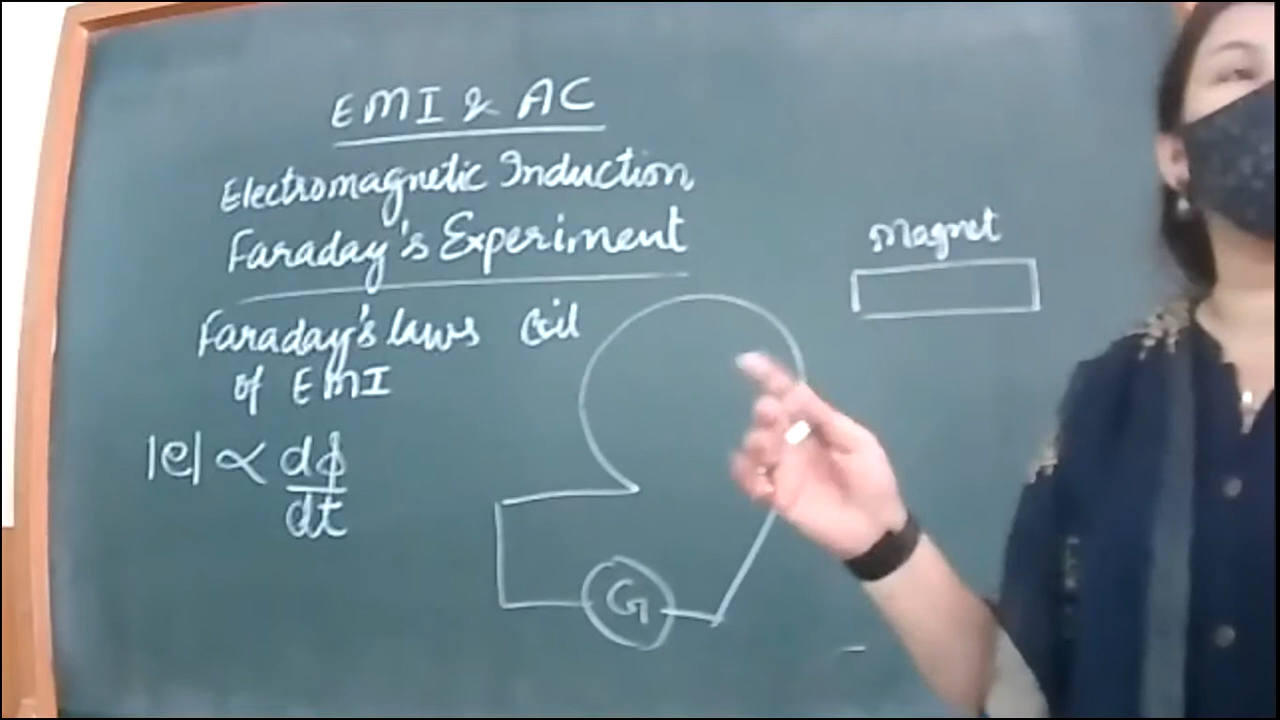 EMI & AC
Electromagnetic Induction
Faraday's Experiment
Magnet
Faraday's laws
of EMI
Coil
|e| ∝ dϕ
dt
G